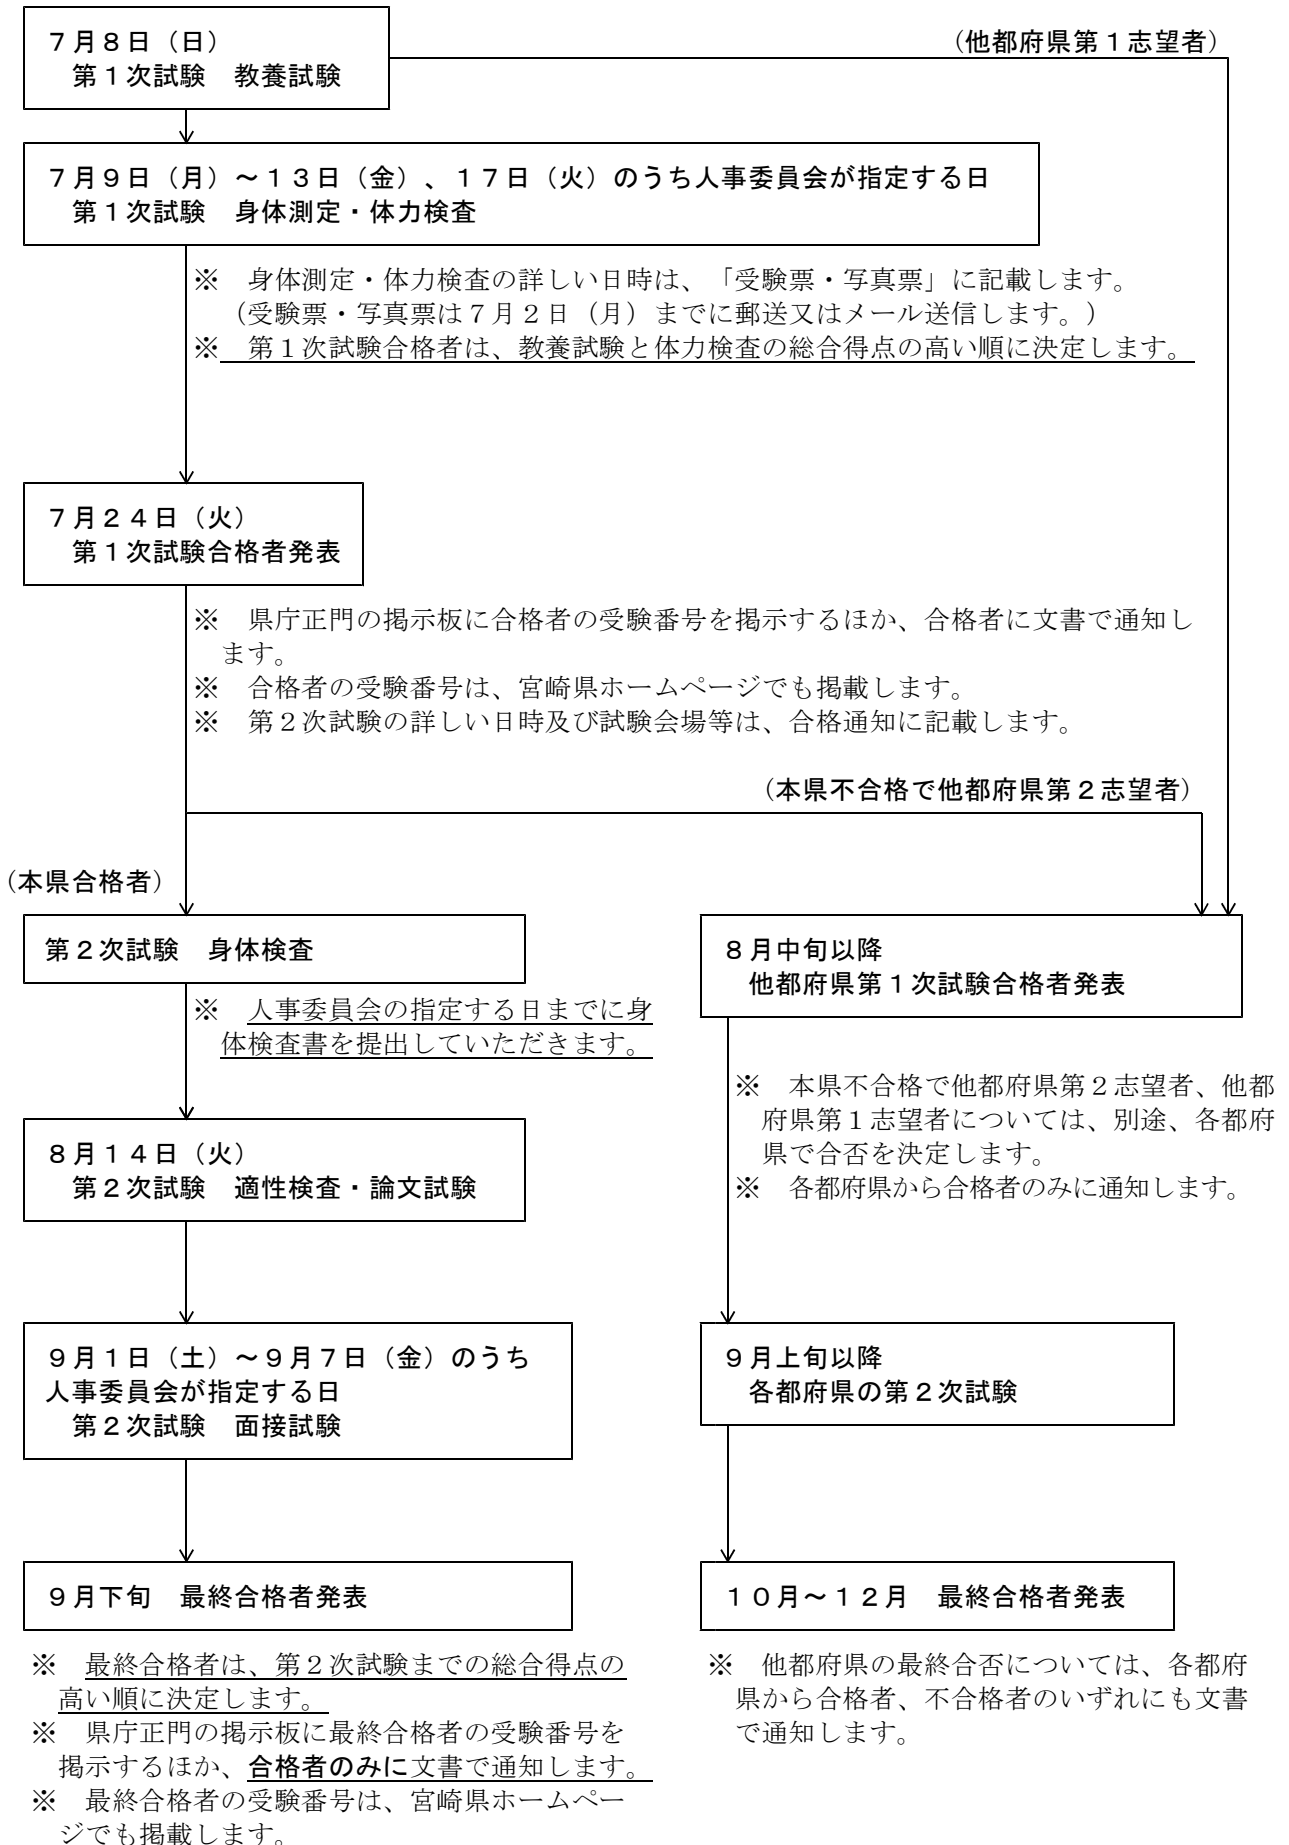 ７月８日（日）
第１次試験　教養試験
（他都府県第１志望者）
７月９日（月）～１３日（金）、１７日（火）のうち人事委員会が指定する日
第１次試験　身体測定・体力検査
※　身体測定・体力検査の詳しい日時は、「受験票・写真票」に記載します。
（受験票・写真票は７月２日（月）までに郵送又はメール送信します。）
※　第１次試験合格者は、教養試験と体力検査の総合得点の高い順に決定します。
７月２４日（火）
第１次試験合格者発表
※　県庁正門の掲示板に合格者の受験番号を掲示するほか、合格者に文書で通知し
ます。
※　合格者の受験番号は、宮崎県ホームページでも掲載します。
※　第２次試験の詳しい日時及び試験会場等は、合格通知に記載します。
（本県不合格で他都府県第２志望者）
（本県合格者）
第２次試験　身体検査
※　人事委員会の指定する日までに身
体検査書を提出していただきます。
８月１４日（火）
第２次試験　適性検査・論文試験
９月１日（土）～９月７日（金）のうち
人事委員会が指定する日
第２次試験　面接試験
９月下旬　最終合格者発表
※　最終合格者は、第２次試験までの総合得点の
高い順に決定します。
※　県庁正門の掲示板に最終合格者の受験番号を
掲示するほか、合格者のみに文書で通知します。
※　最終合格者の受験番号は、宮崎県ホームペー
ジでも掲載します。
８月中旬以降
他都府県第１次試験合格者発表
※　本県不合格で他都府県第２志望者、他都
府県第１志望者については、別途、各都府
県で合否を決定します。
※　各都府県から合格者のみに通知します。
９月上旬以降
各都府県の第２次試験
１０月～１２月　最終合格者発表
※　他都府県の最終合否については、各都府
県から合格者、不合格者のいずれにも文書
で通知します。